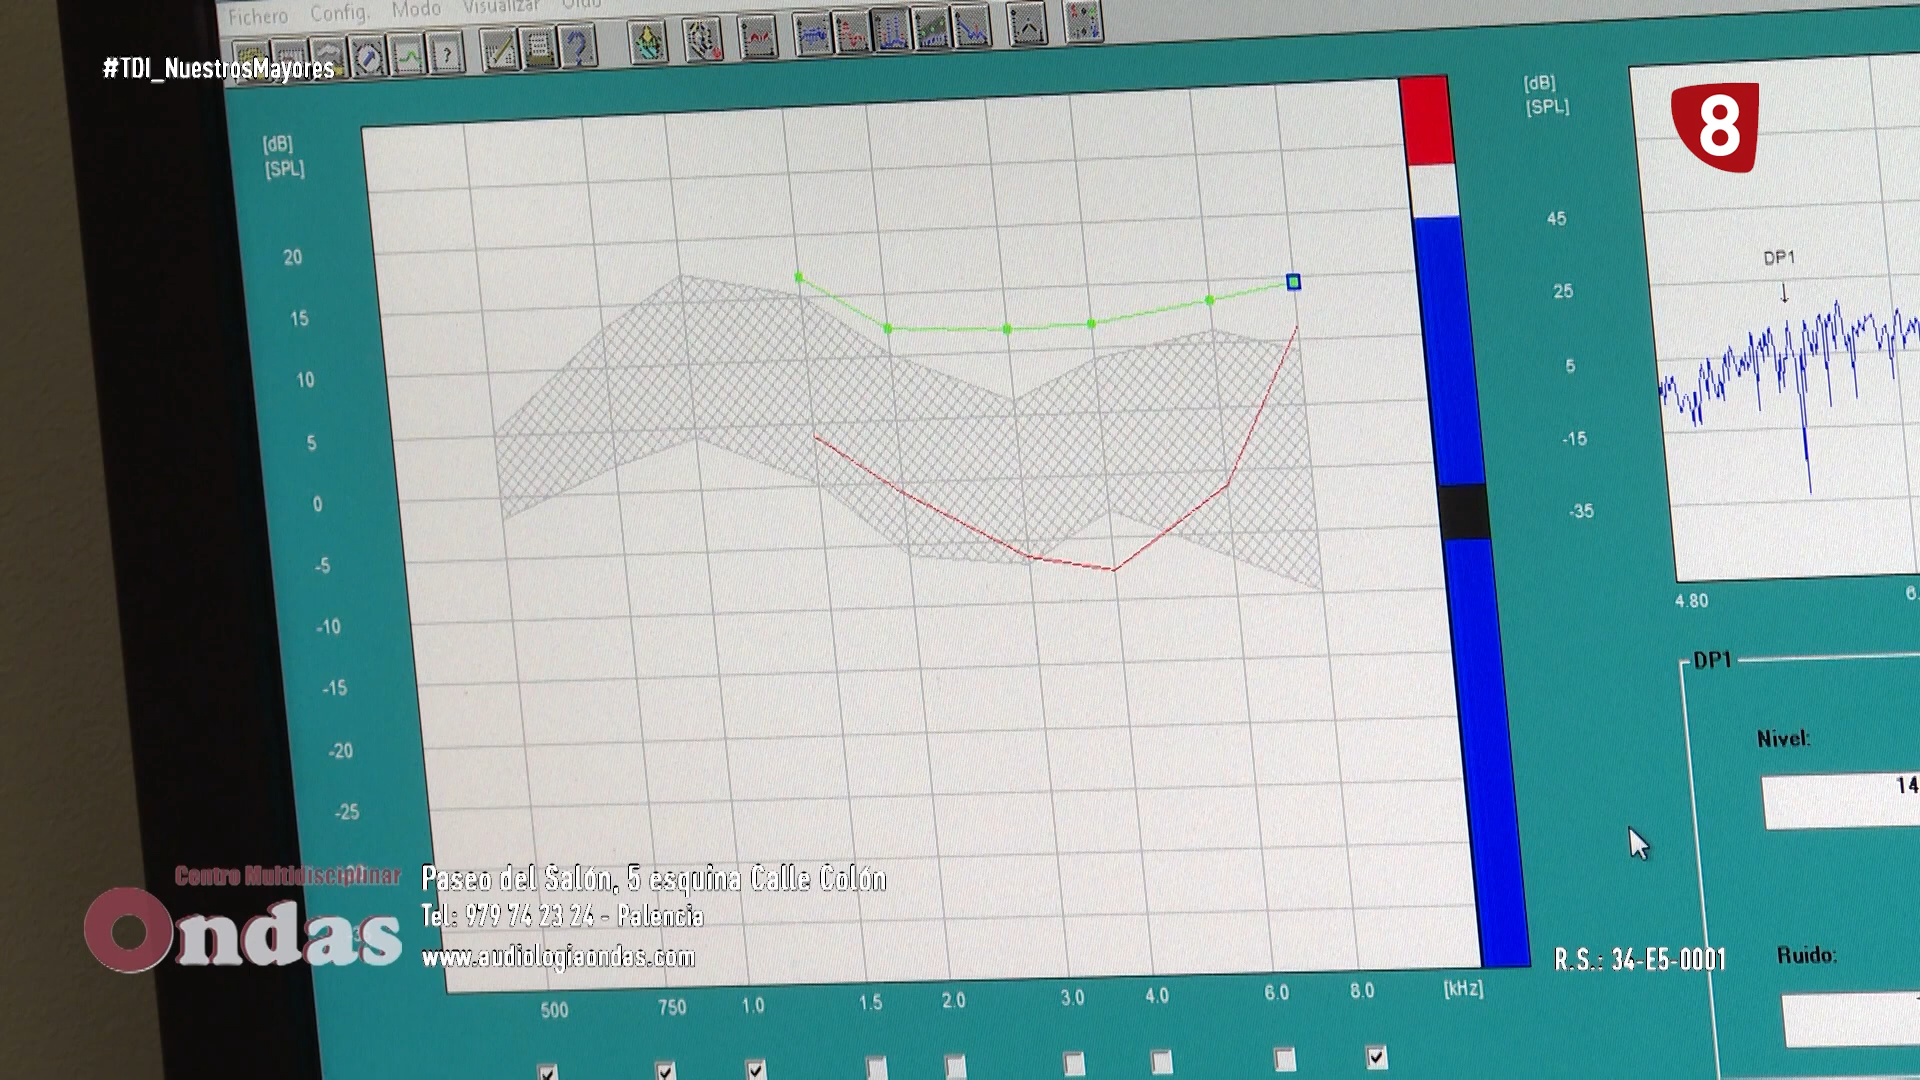 Fichero Config. Modo Visualizar Oído
#TDI_NuestrosMayores
8
[dB]
[SPL]
20
15
10
5
0
-5
-10
-15
-20
-25
500 750 1.0 1.5 2.0 3.0 4.0 6.0 8.0 [kHz]
[dB]
[SPL]
45
25
5
-15
-35
DP1
4.80
DP1
Nivel:
14
Ruido:
Centro Multidisciplinar
Ondas
Paseo del Salón, 5 esquina Calle Colón
Tel: 979 74 23 24 - Palencia
www.audiologiaondas.com
R.S.: 34-E5-0001